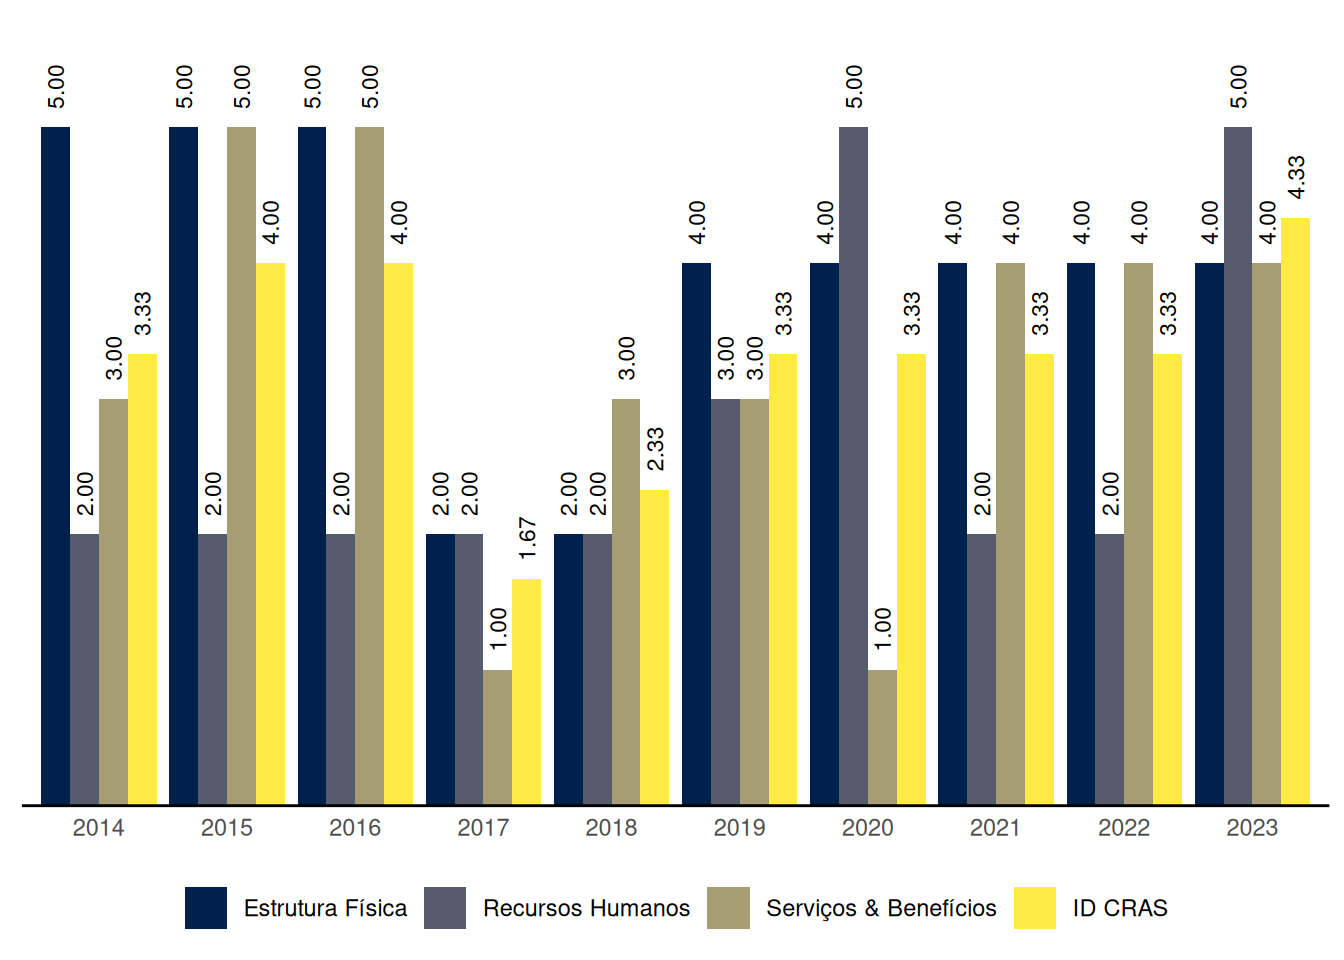 5.00 2.00 3.00 3.33
5.00 2.00 5.00 4.00
5.00 2.00 5.00 4.00
2.00 2.00 1.00 1.67
2.00 2.00 3.00 2.33
4.00 3.00 3.00 3.33
4.00 5.00 1.00 3.33
4.00 2.00 4.00 3.33
4.00 2.00 4.00 3.33
4.00 5.00 4.00 4.33
2014 2015 2016 2017 2018 2019 2020 2021 2022 2023
Estrutura Física Recursos Humanos Serviços & Benefícios ID CRAS